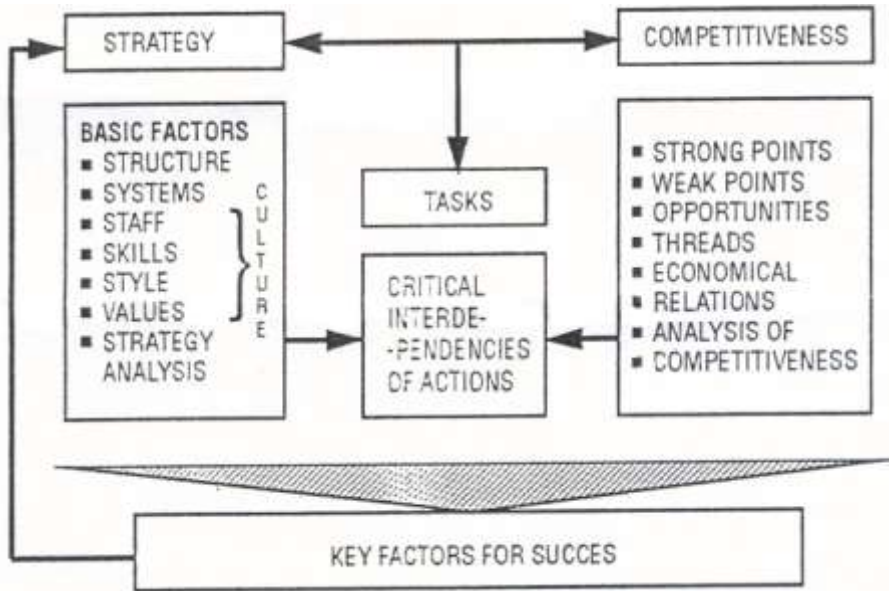 STRATEGY
COMPETITIVENESS
BASIC FACTORS
■ STRUCTURE
■ SYSTEMS
■ STAFF
■ SKILLS
■ STYLE
■ VALUES
■ STRATEGY
ANALYSIS
CULTURE
TASKS
CRITICAL
INTERDE-
-PENDENCIES
OF ACTIONS
■ STRONG POINTS
■ WEAK POINTS
■ OPPORTUNITIES
■ THREADS
■ ECONOMICAL
■ RELATIONS
■ ANALYSIS OF
■ COMPETITIVENESS
KEY FACTORS FOR SUCCES